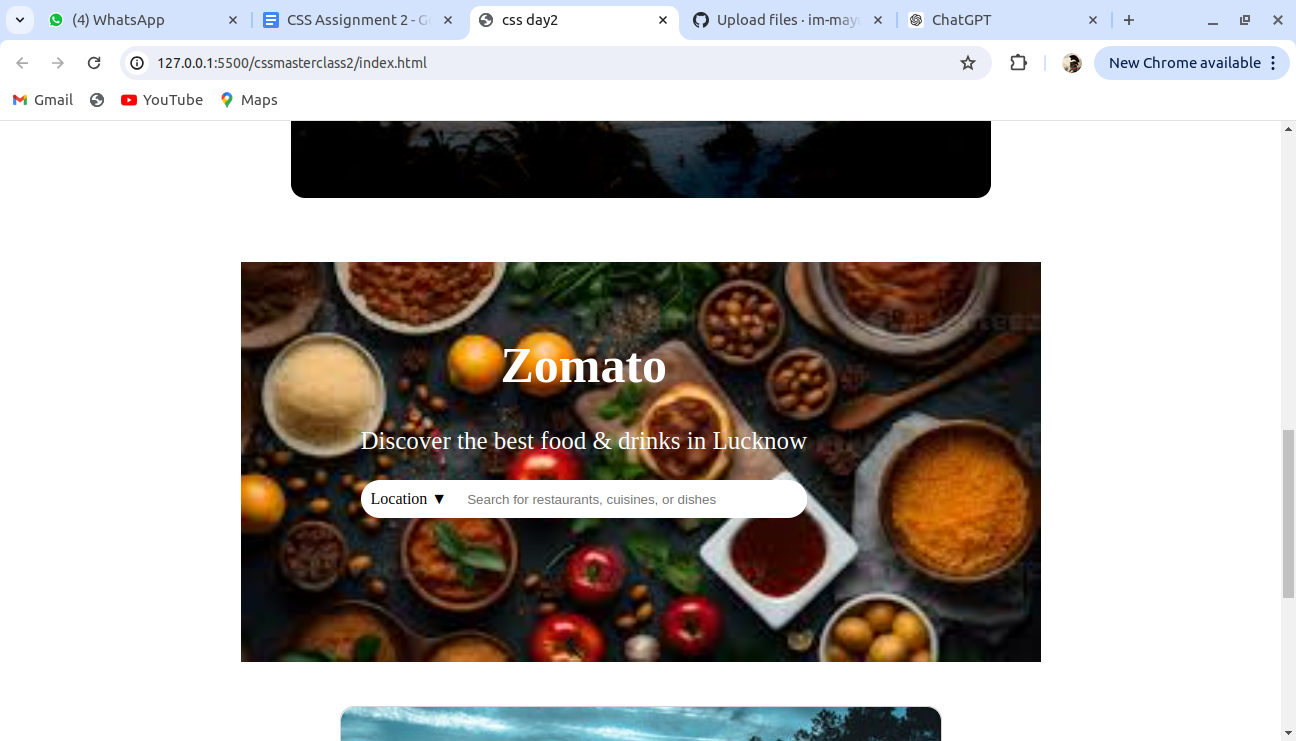 (4) WhatsApp
CSS Assignment 2 - G
css day2
Upload files · im-may
ChatGPT
127.0.0.1:5500/cssmasterclass2/index.html
New Chrome available
Gmail
YouTube
Maps
Zomato
Discover the best food & drinks in Lucknow
Location ▼
Search for restaurants, cuisines, or dishes